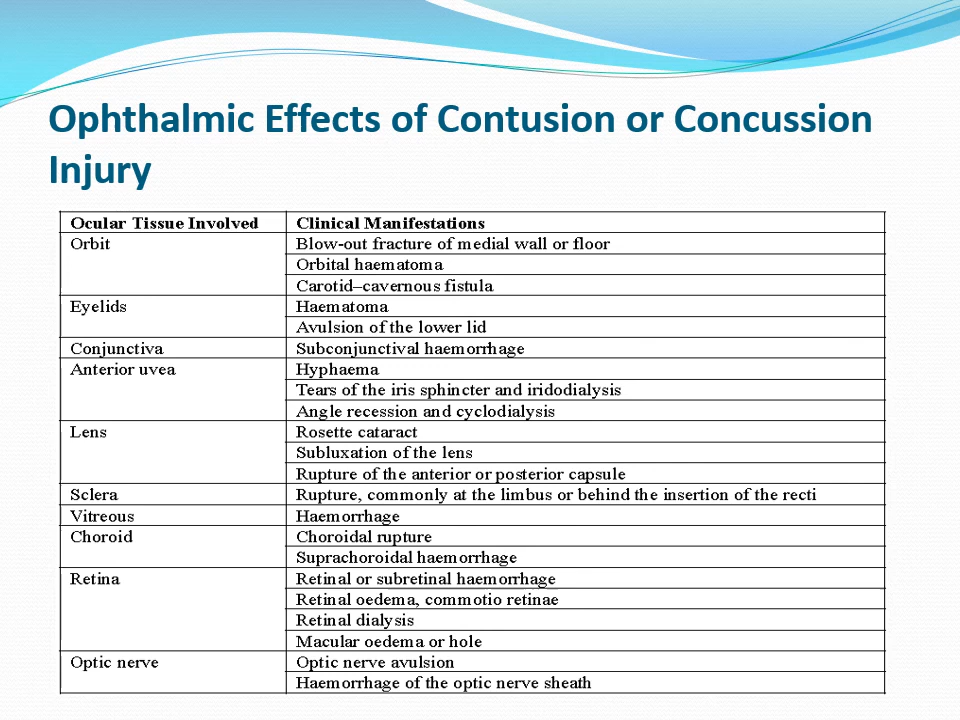 Ophthalmic Effects of Contusion or Concussion
Injury
Ocular Tissue Involved Clinical Manifestations
Orbit Blow-out fracture of medial wall or floor
Orbital haematoma
Carotid–cavernous fistula
Eyelids Haematoma
Avulsion of the lower lid
Conjunctiva Subconjunctival haemorrhage
Anterior uvea Hyphaema
Tears of the iris sphincter and iridodialysis
Angle recession and cyclodialysis
Lens Rosette cataract
Subluxation of the lens
Rupture of the anterior or posterior capsule
Sclera Rupture, commonly at the limbus or behind the insertion of the recti
Vitreous Haemorrhage
Choroid Choroidal rupture
Suprachoroidal haemorrhage
Retina Retinal or subretinal haemorrhage
Retinal oedema, commotio retinae
Retinal dialysis
Macular oedema or hole
Optic nerve Optic nerve avulsion
Haemorrhage of the optic nerve sheath